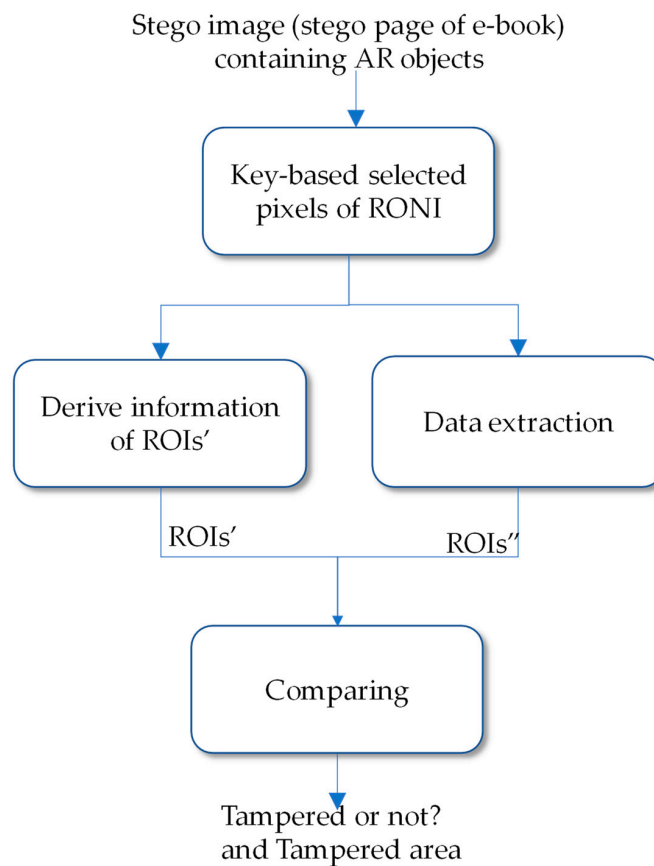 Stego image (stego page of e-book)
containing AR objects
Key-based selected
pixels of RONI
Derive information
of ROIs′
Data extraction
ROIs′
ROIs″
Comparing
Tampered or not?
and Tampered area